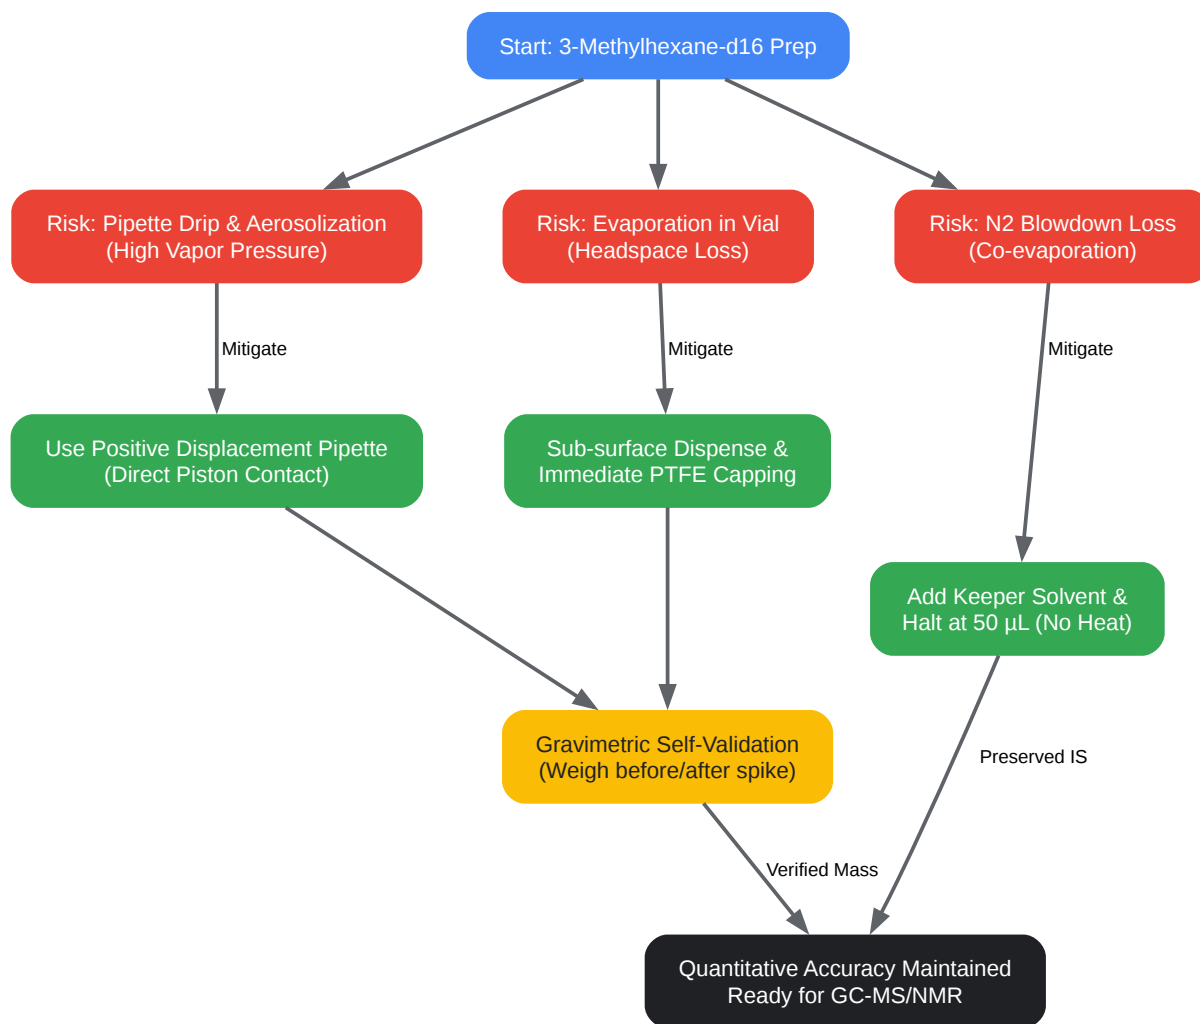 Start: 3-Methylhexane-d16 Prep
Risk: Pipette Drip & Aerosolization
(High Vapor Pressure)
Risk: Evaporation in Vial
(Headspace Loss)
Risk: N2 Blowdown Loss
(Co-evaporation)
Mitigate
Mitigate
Mitigate
Use Positive Displacement Pipette
(Direct Piston Contact)
Sub-surface Dispense &
Immediate PTFE Capping
Add Keeper Solvent &
Halt at 50 µL (No Heat)
Gravimetric Self-Validation
(Weigh before/after spike)
Preserved IS
Verified Mass
Quantitative Accuracy Maintained
Ready for GC-MS/NMR